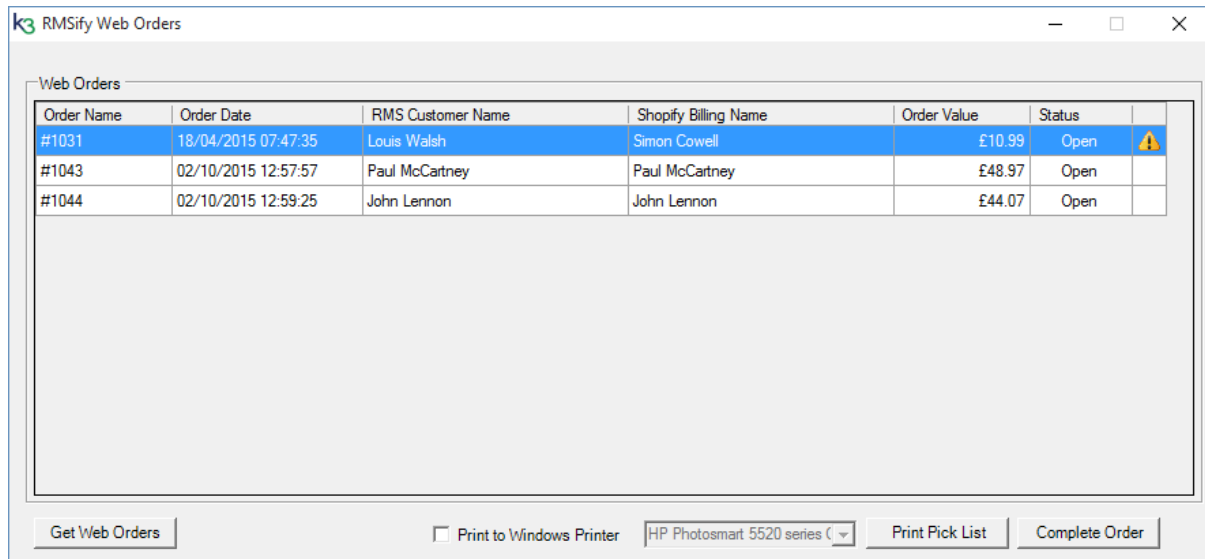 k3 RMSify Web Orders
Web Orders
Order Name Order Date RMS Customer Name Shopify Billing Name Order Value Status
#1031 18/04/2015 07:47:35 Louis Walsh Simon Cowell £10.99 Open
#1043 02/10/2015 12:57:57 Paul McCartney Paul McCartney £48.97 Open
#1044 02/10/2015 12:59:25 John Lennon John Lennon £44.07 Open
Get Web Orders Print to Windows Printer HP Photosmart 5520 series ( Print Pick List Complete Order